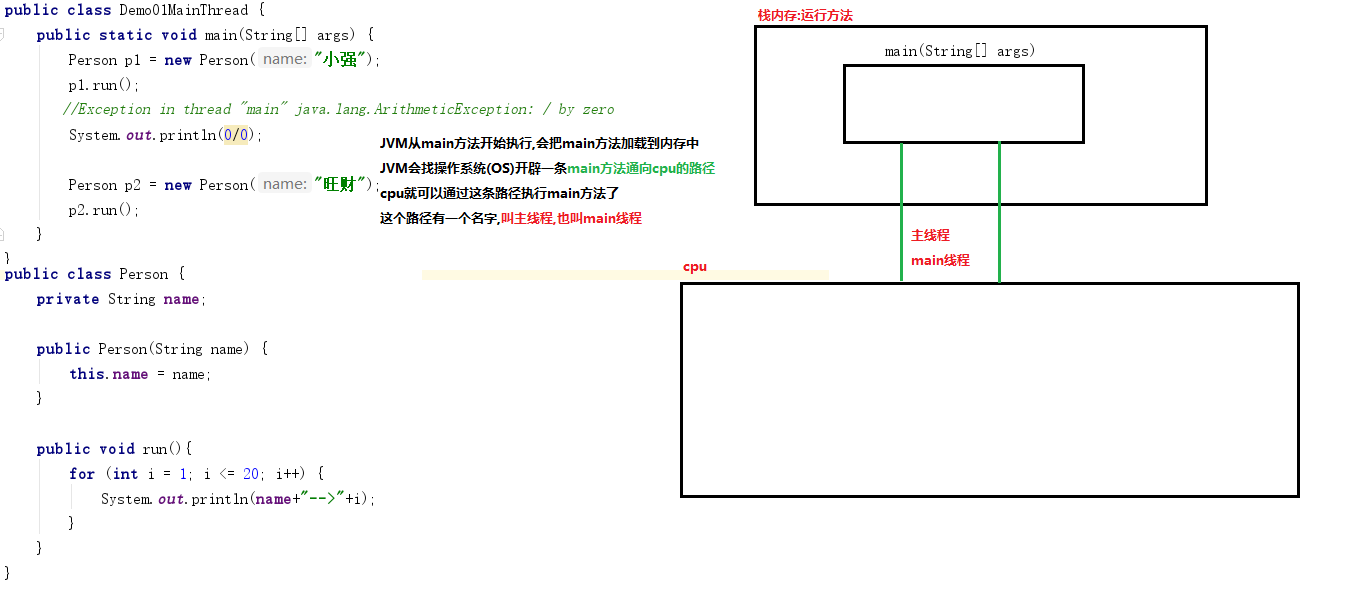 public class Demo01MainThread {
public static void main(String[] args) {
Person p1 = new Person( name: "小强");
p1.run();
//Exception in thread "main" java.lang.ArithmeticException: / by zero
System.out.println(0/0);
Person p2 = new Person( name: "旺财");
p2.run();
}
}
public class Person {
private String name;
public Person(String name) {
this.name = name;
}
public void run(){
for (int i = 1; i <= 20; i++) {
System.out.println(name+"-->"+i);
}
}
}
JVM从main方法开始执行,会把main方法加载到内存中
JVM会找操作系统(OS)开辟一条main方法通向cpu的路径
cpu就可以通过这条路径执行main方法了
这个路径有一个名字,叫主线程,也叫main线程
栈内存:运行方法
main(String[] args)
主线程
main线程
cpu